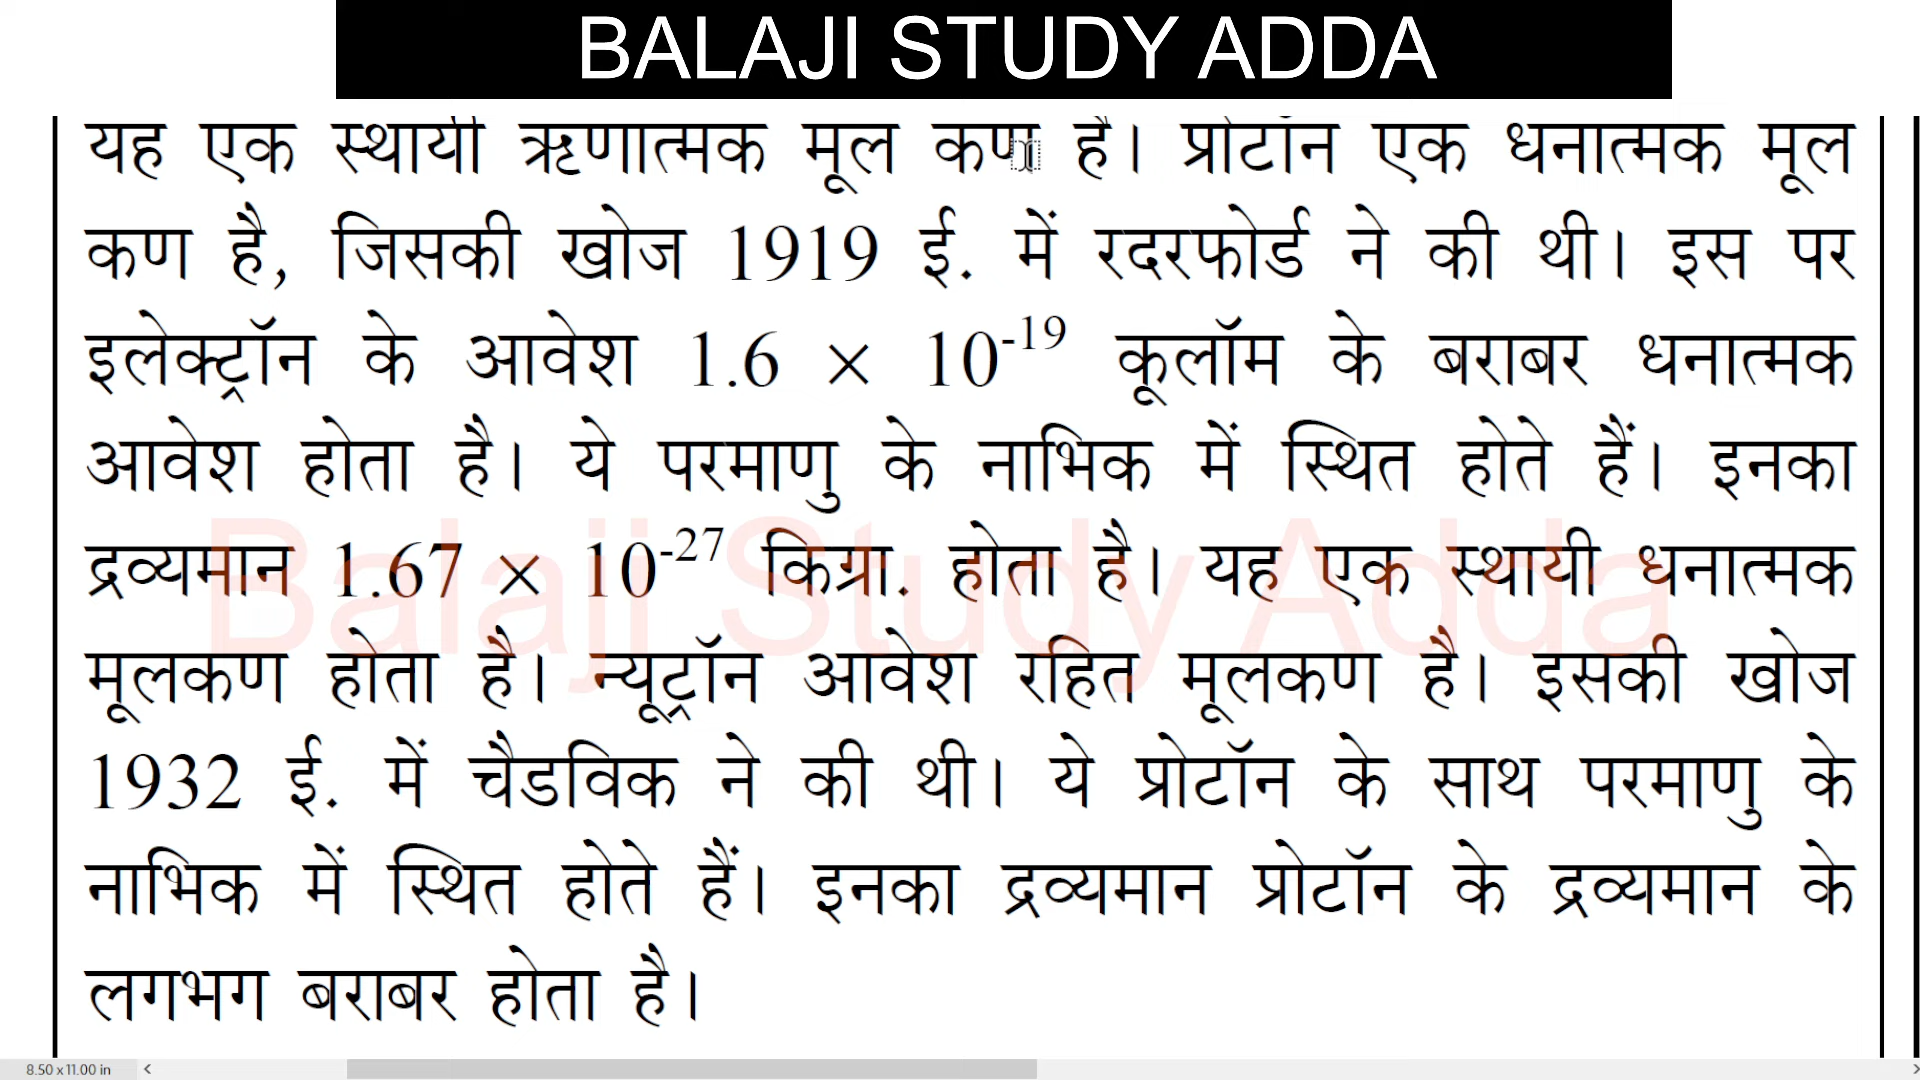 BALAJI STUDY ADDA
यह एक स्थायी ऋणात्मक मूल कण है। प्रोटॉन एक धनात्मक मूल
कण है, जिसकी खोज 1919 ई. में रदरफोर्ड ने की थी। इस पर
इलेक्ट्रॉन के आवेश 1.6 × 10⁻¹⁹ कूलॉम के बराबर धनात्मक
आवेश होता है। ये परमाणु के नाभिक में स्थित होते हैं। इनका
द्रव्यमान 1.67 × 10⁻²⁷ किग्रा. होता है। यह एक स्थायी धनात्मक
Balaji Study Adda
मूलकण होता है। न्यूट्रॉन आवेश रहित मूलकण है। इसकी खोज
1932 ई. में चैडविक ने की थी। ये प्रोटॉन के साथ परमाणु के
नाभिक में स्थित होते हैं। इनका द्रव्यमान प्रोटॉन के द्रव्यमान के
लगभग बराबर होता है।
8.50 x 11.00 in